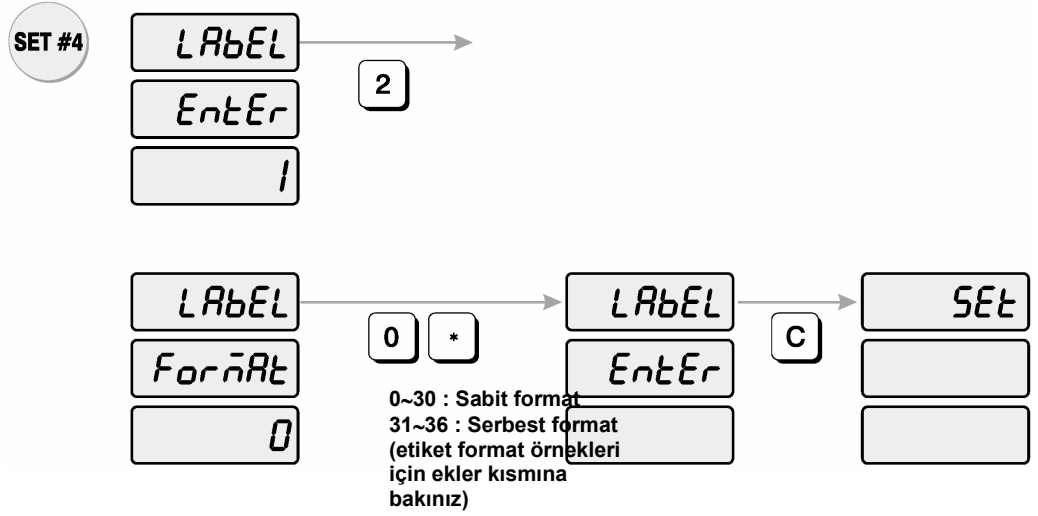 SET #4
LAbEL
2
EntEr
1
LAbEL
0 *
LAbEL
C
SEt
FormAt
EntEr
0
0~30 : Sabit format
31~36 : Serbest format
(etiket format örnekleri
için ekler kısmına
bakınız)